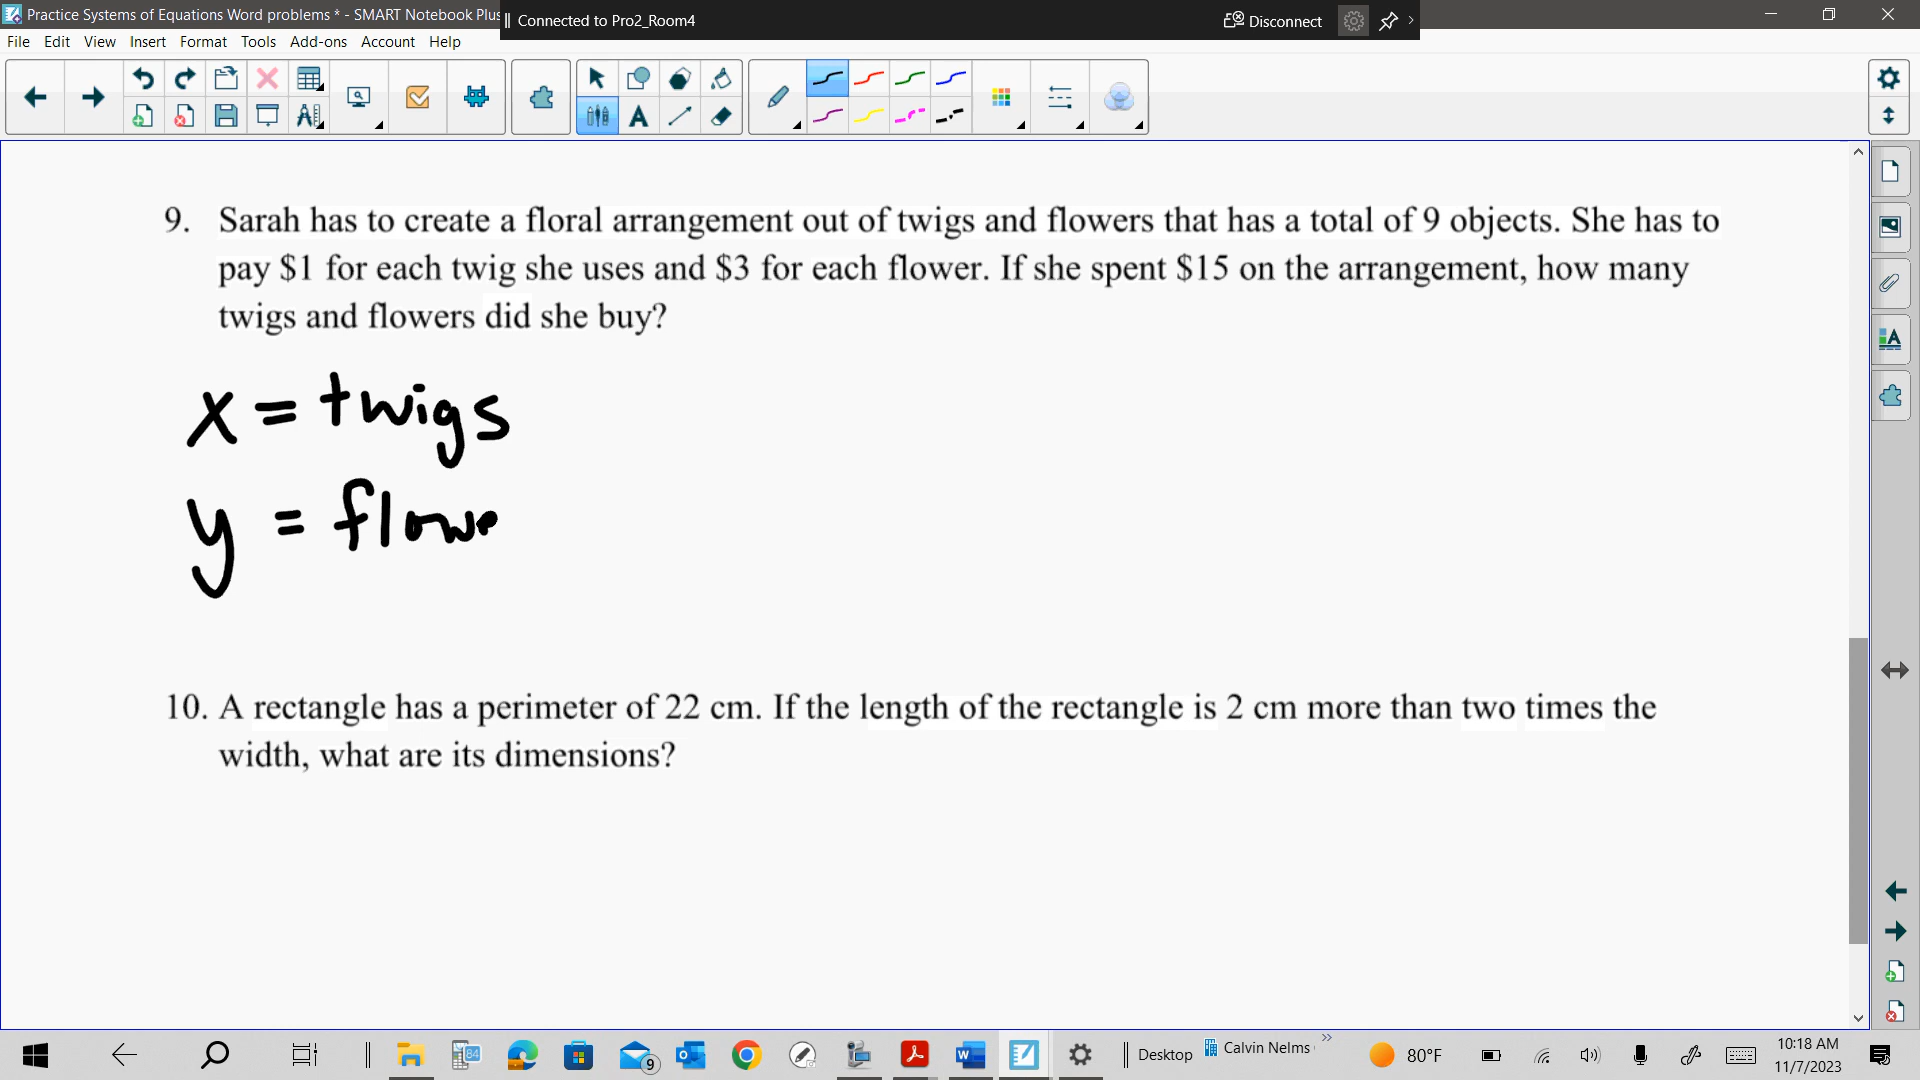 Practice Systems of Equations Word problems * - SMART Notebook Plus
Connected to Pro2_Room4
Disconnect
File Edit View Insert Format Tools Add-ons Account Help
9. Sarah has to create a floral arrangement out of twigs and flowers that has a total of 9 objects. She has to
pay $1 for each twig she uses and $3 for each flower. If she spent $15 on the arrangement, how many
twigs and flowers did she buy?
x = twigs
y = flowe
10. A rectangle has a perimeter of 22 cm. If the length of the rectangle is 2 cm more than two times the
width, what are its dimensions?
84
9
Desktop
Calvin Nelms
80°F
10:18 AM
11/7/2023